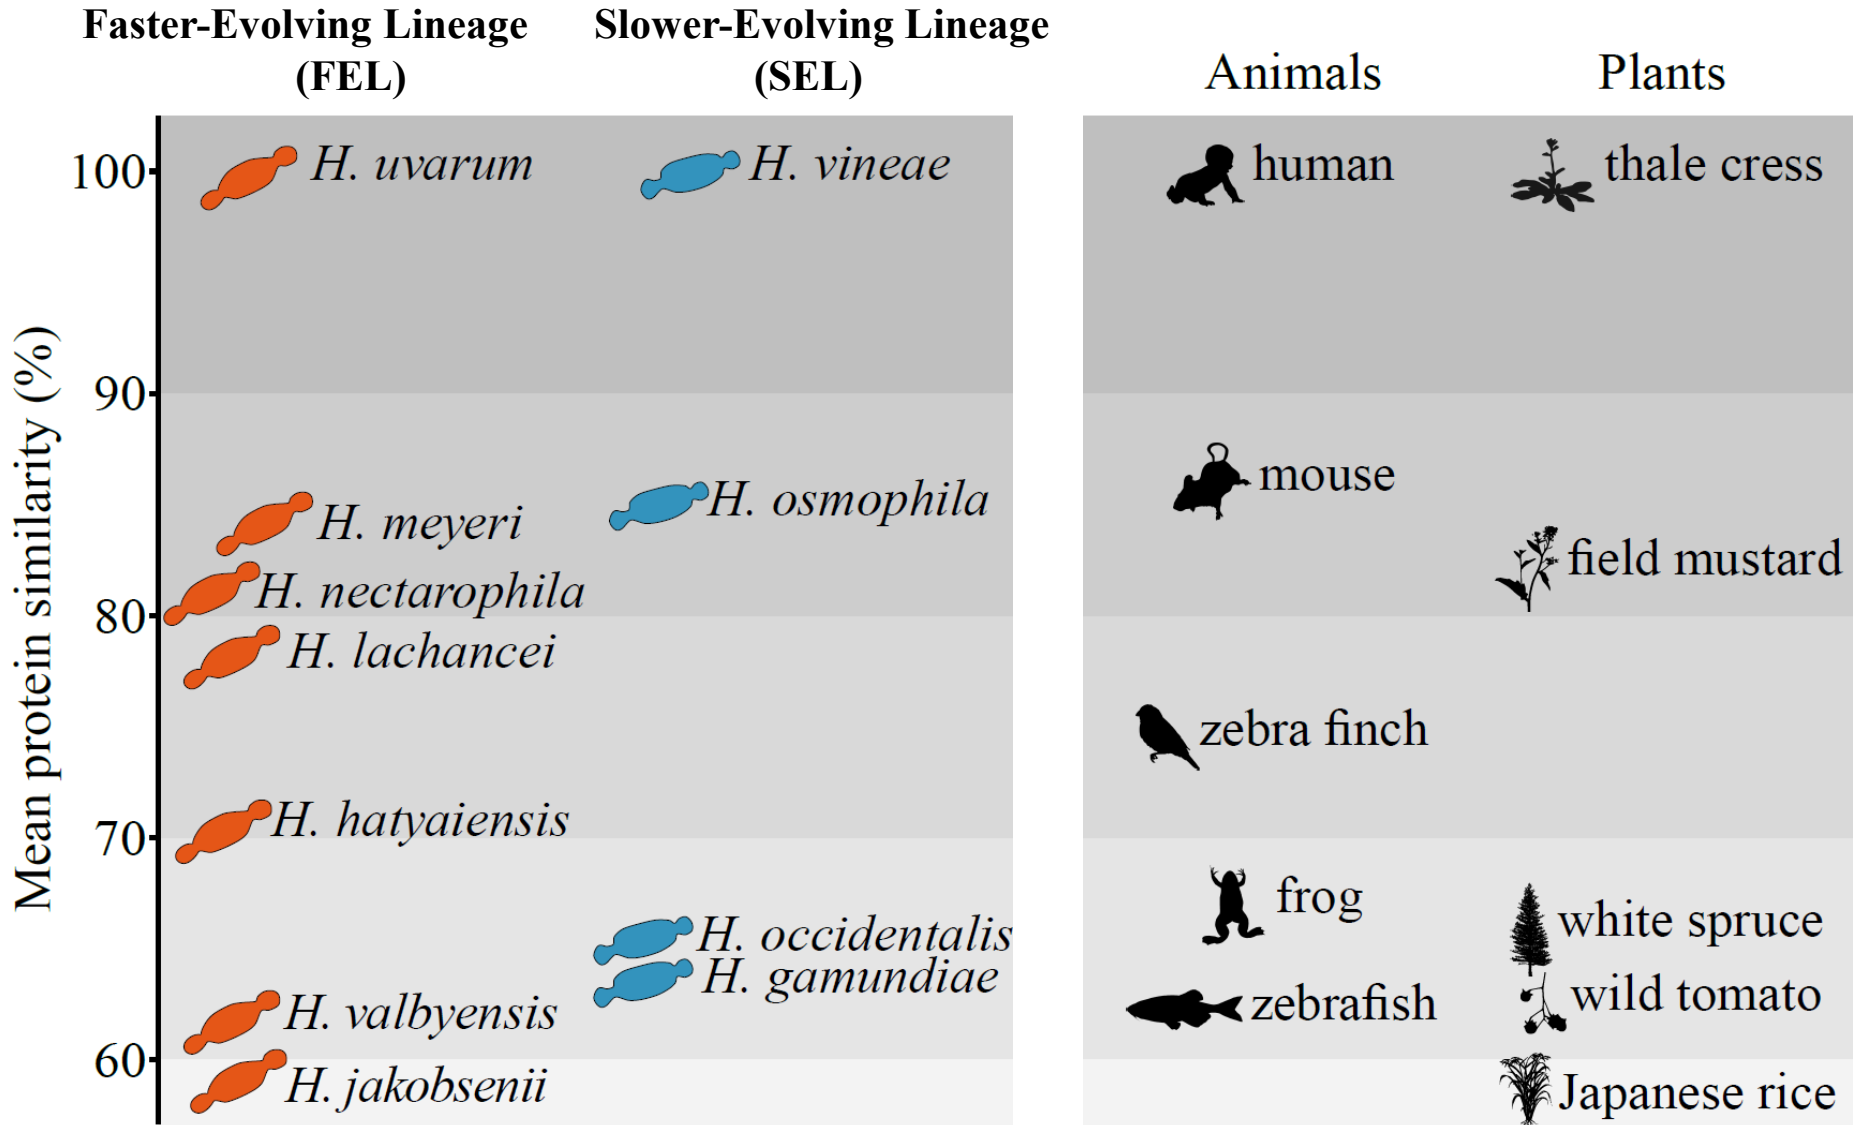 Faster-Evolving Lineage
(FEL)
Slower-Evolving Lineage
(SEL)
Animals
Plants
Mean protein similarity (%)
100
90
80
70
60
H. uvarum
H. meyeri
H. nectarophila
H. lachancei
H. hatyaiensis
H. valbyensis
H. jakobsenii
H. vineae
H. osmophila
H. occidentalis
H. gamundiae
human
mouse
zebra finch
frog
zebrafish
thale cress
field mustard
white spruce
wild tomato
Japanese rice